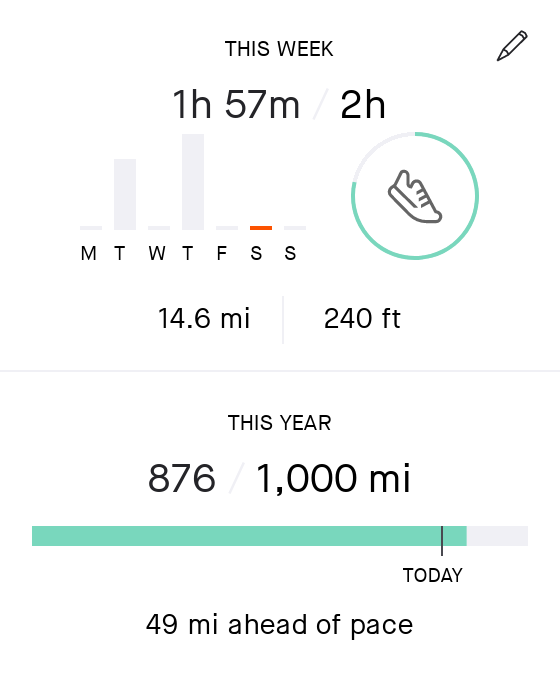 THIS WEEK
1h 57m / 2h
M T W T F S S
14.6 mi 240 ft
THIS YEAR
876 / 1,000 mi
TODAY
49 mi ahead of pace